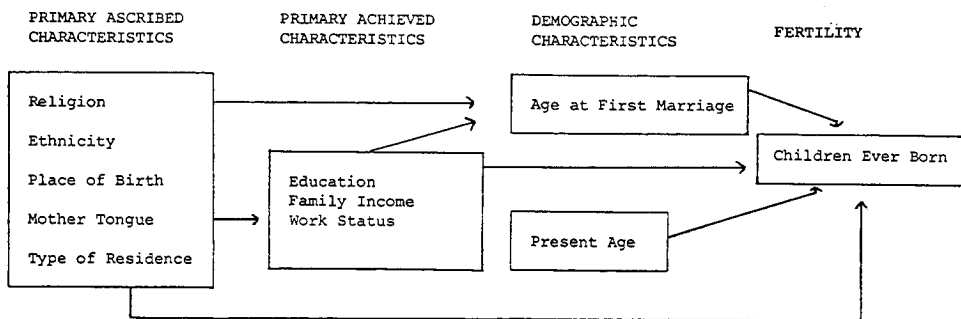 PRIMARY ASCRIBED
CHARACTERISTICS
PRIMARY ACHIEVED
CHARACTERISTICS
DEMOGRAPHIC
CHARACTERISTICS
FERTILITY
Religion
Ethnicity
Place of Birth
Mother Tongue
Type of Residence
Education
Family Income
Work Status
Age at First Marriage
Present Age
Children Ever Born